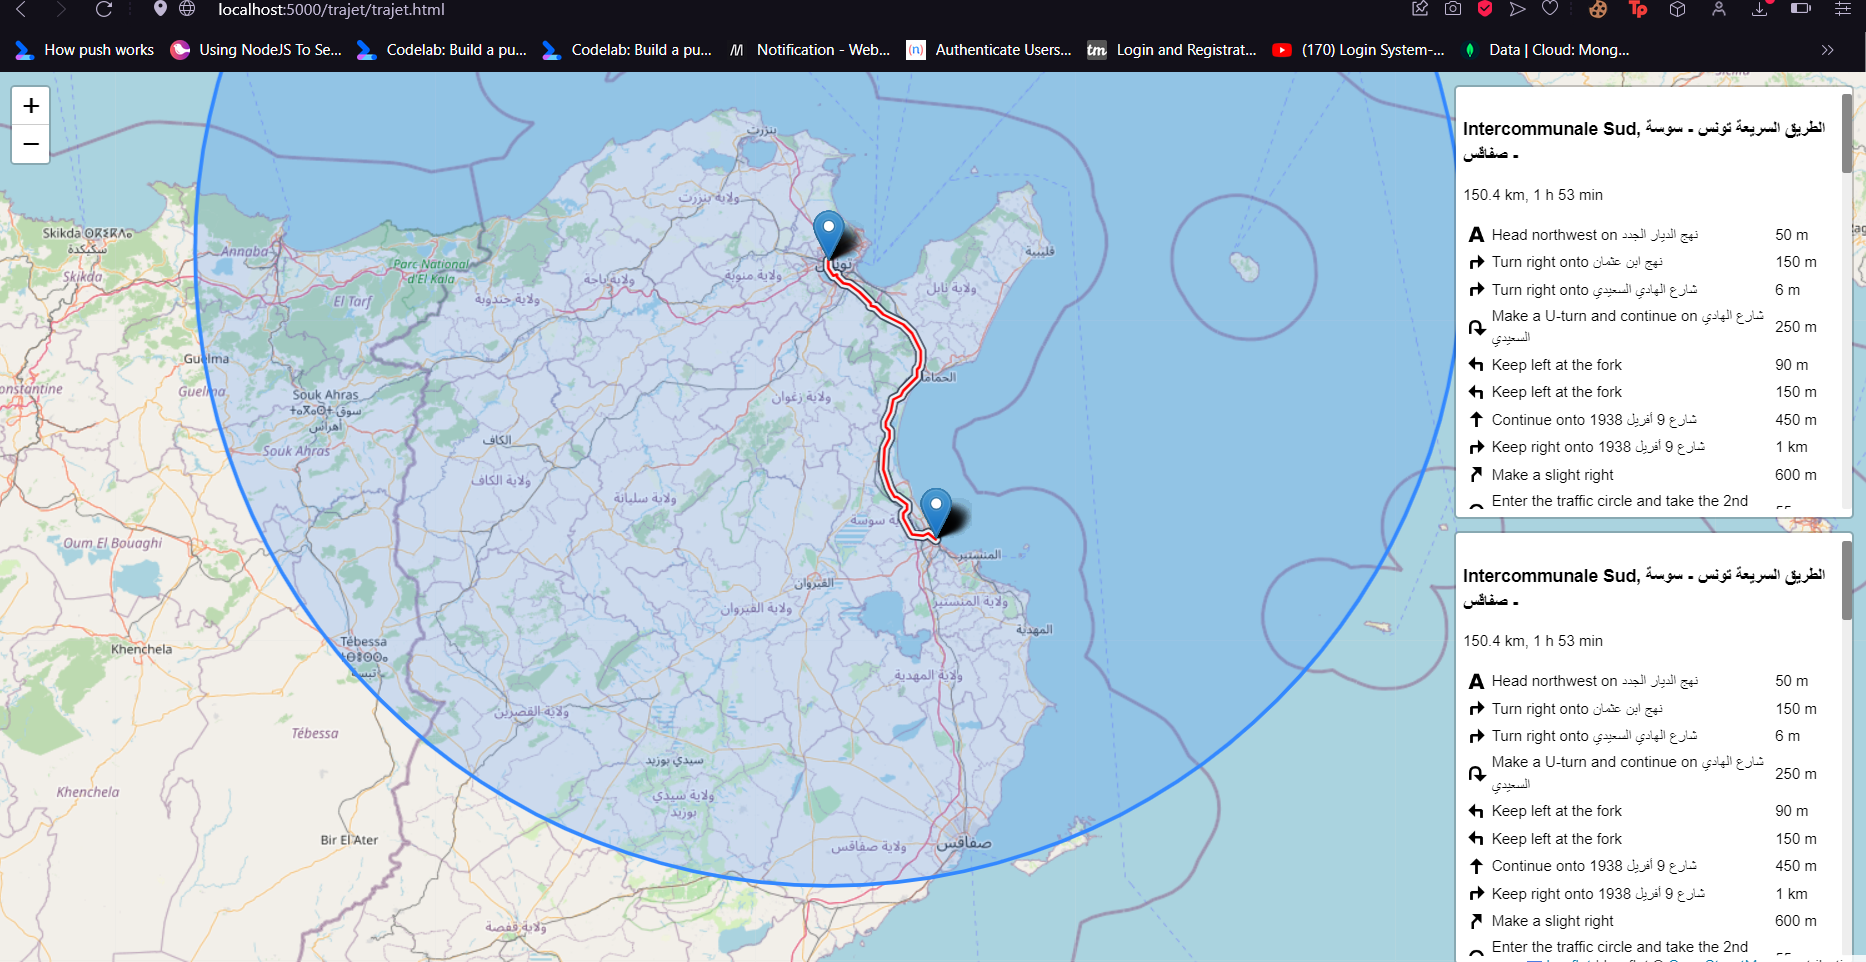 localhost:5000/trajet/trajet.html
How push works
Using NodeJS To Se...
Codelab: Build a pu...
Codelab: Build a pu...
Notification - Web...
Authenticate Users...
Login and Registrat...
(170) Login System-...
Data | Cloud: Mong...
+
−
بنزرت
ولاية بنزرت
Skikda ⵙⴽⵉⴽⴷⴰ
سكيكدة
Skikda
Annaba
Parc National
d'El Kala
El Tarf
ولاية جندوبة
ولاية باجة
ولاية منوبة
تونس
ولاية نابل
قليبية
Guelma
Guelma
onstantine
Constantine
Souk Ahras
سوق أهراس
Souk Ahras
الكاف
ولاية الكاف
ولاية زغوان
الحمامات
ولاية سليانة
ولاية سوسة
المنستير
القيروان
ولاية القيروان
ولاية المنستير
المهدية
ولاية المهدية
Oum El Bouaghi
Khenchela
Tébessa
تبسة
Tébessa
Khenchela
Bir El Ater
ولاية القصرين
سيدي بوزيد
ولاية سيدي
بوزيد
ولاية صفاقس
صفاقس
ولاية قفصة
Intercommunale Sud, الطريق السريعة تونس - سوسة
- صفاقس
150.4 km, 1 h 53 min
Head northwest on نهج الديار الجدد 50 m
Turn right onto نهج ابن عثمان 150 m
Turn right onto شارع الهادي السعيدي 6 m
Make a U-turn and continue on شارع الهادي
السعيدي 250 m
Keep left at the fork 90 m
Keep left at the fork 150 m
Continue onto شارع 9 أفريل 1938 450 m
Keep right onto شارع 9 أفريل 1938 1 km
Make a slight right 600 m
Enter the traffic circle and take the 2nd
Intercommunale Sud, الطريق السريعة تونس - سوسة
- صفاقس
150.4 km, 1 h 53 min
Head northwest on نهج الديار الجدد 50 m
Turn right onto نهج ابن عثمان 150 m
Turn right onto شارع الهادي السعيدي 6 m
Make a U-turn and continue on شارع الهادي
السعيدي 250 m
Keep left at the fork 90 m
Keep left at the fork 150 m
Continue onto شارع 9 أفريل 1938 450 m
Keep right onto شارع 9 أفريل 1938 1 km
Make a slight right 600 m
Enter the traffic circle and take the 2nd